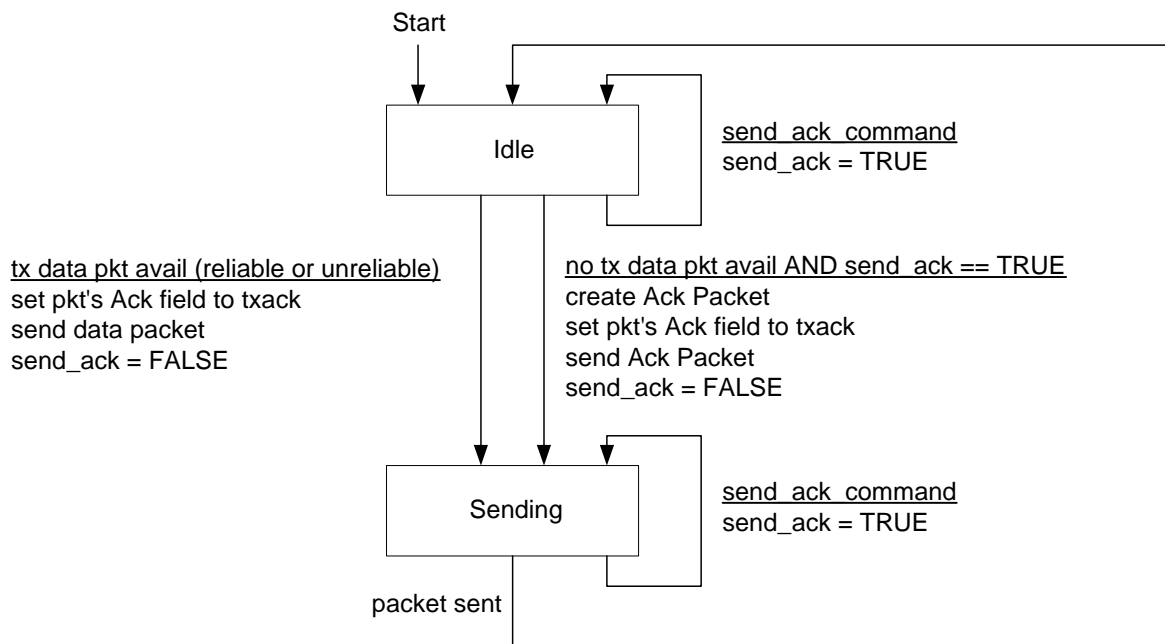 Start
Idle
send_ack_command
send_ack = TRUE
tx data pkt avail (reliable or unreliable)
set pkt's Ack field to txack
send data packet
send_ack = FALSE
no tx data pkt avail AND send_ack == TRUE
create Ack Packet
set pkt's Ack field to txack
send Ack Packet
send_ack = FALSE
Sending
send_ack_command
send_ack = TRUE
packet sent